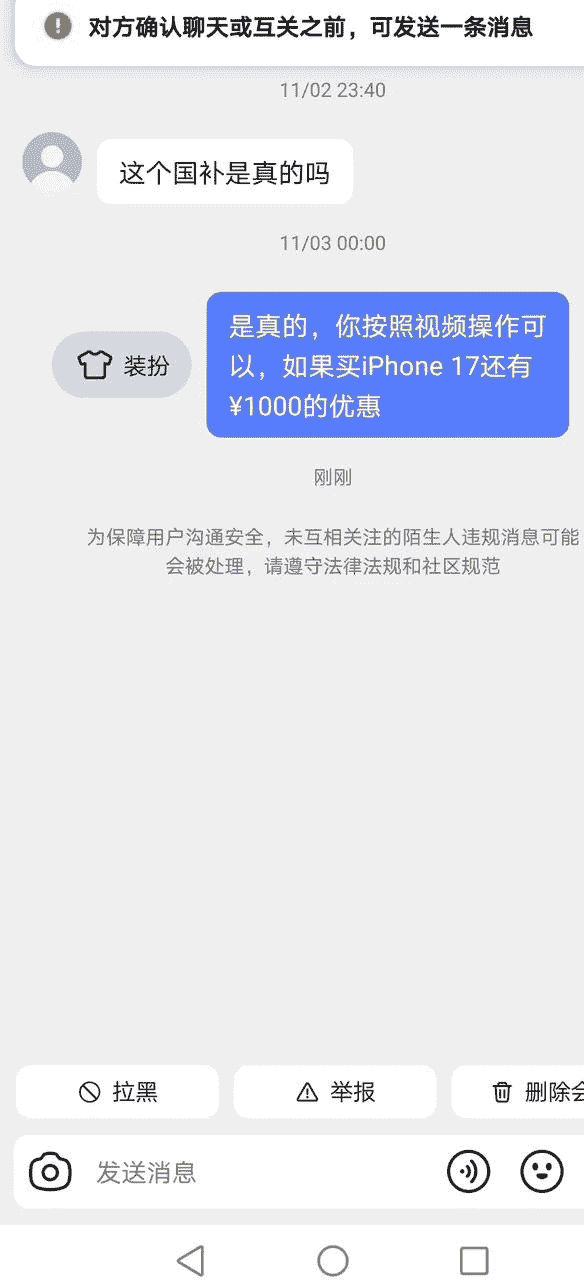 对方确认聊天或互关之前，可发送一条消息
11/02 23:40
这个国补是真的吗
11/03 00:00
是真的，你按照视频操作可
以，如果买iPhone 17还有
¥1000的优惠
装扮
刚刚
为保障用户沟通安全，未互相关注的陌生人违规消息可能
会被处理，请遵守法律法规和社区规范
拉黑
举报
删除会
发送消息